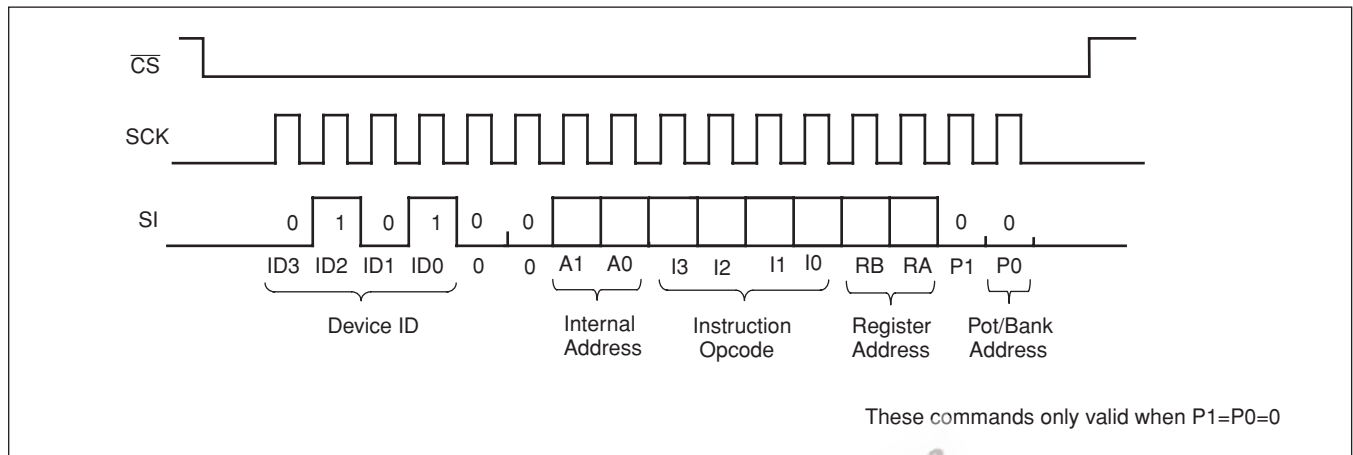 CS
SCK
SI
0 1 0 1 0 0 0 0
ID3 ID2 ID1 ID0 0 0 A1 A0 I3 I2 I1 I0 RB RA P1 P0
Device ID
Internal Address
Instruction Opcode
Register Address
Pot/Bank Address
These commands only valid when P1=P0=0